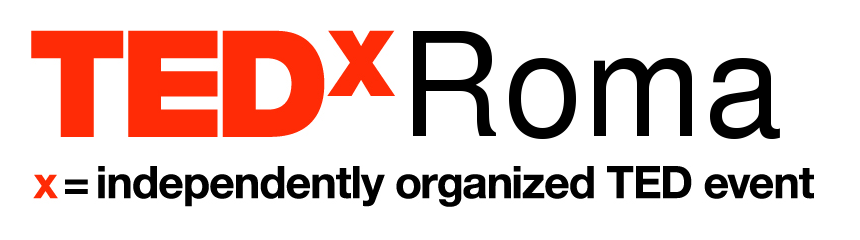 TEDxRoma
x = independently organized TED event